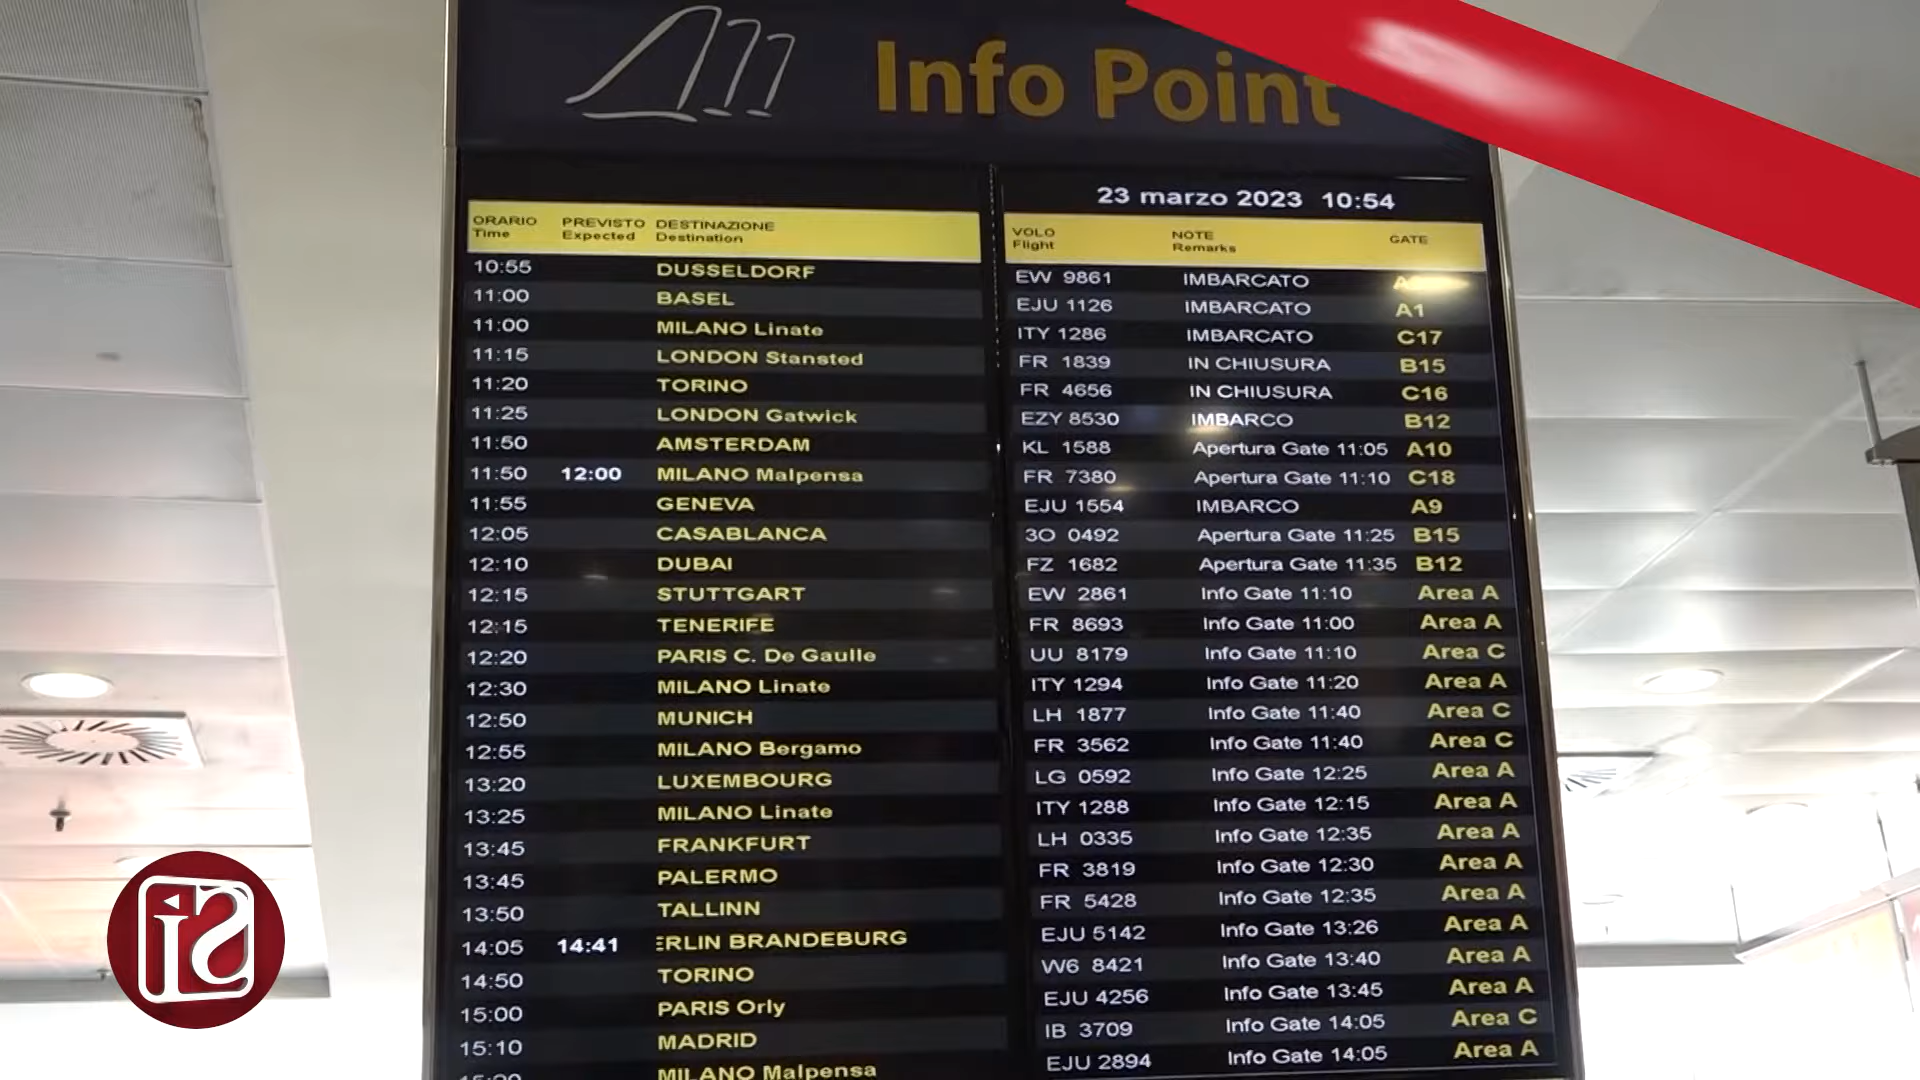 Info Point
23 marzo 2023 10:54
ORARIO PREVISTO DESTINAZIONE VOLO NOTE GATE
Time Expected Destination Flight Remarks
10:55 DUSSELDORF EW 9861 IMBARCATO
11:00 BASEL EJU 1126 IMBARCATO A1
11:00 MILANO Linate ITY 1286 IMBARCATO C17
11:15 LONDON Stansted FR 1839 IN CHIUSURA B15
11:20 TORINO FR 4656 IN CHIUSURA C16
11:25 LONDON Gatwick EZY 8530 IMBARCO B12
11:50 AMSTERDAM KL 1588 Apertura Gate 11:05 A10
11:50 12:00 MILANO Malpensa FR 7380 Apertura Gate 11:10 C18
11:55 GENEVA EJU 1554 IMBARCO A9
12:05 CASABLANCA 3O 0492 Apertura Gate 11:25 B15
12:10 DUBAI FZ 1682 Apertura Gate 11:35 B12
12:15 STUTTGART EW 2861 Info Gate 11:10 Area A
12:15 TENERIFE FR 8693 Info Gate 11:00 Area A
12:20 PARIS C. De Gaulle UU 8179 Info Gate 11:10 Area C
12:30 MILANO Linate ITY 1294 Info Gate 11:20 Area A
12:50 MUNICH LH 1877 Info Gate 11:40 Area C
12:55 MILANO Bergamo FR 3562 Info Gate 11:40 Area C
13:20 LUXEMBOURG LG 0592 Info Gate 12:25 Area A
13:25 MILANO Linate ITY 1288 Info Gate 12:15 Area A
13:45 FRANKFURT LH 0335 Info Gate 12:35 Area A
13:45 PALERMO FR 3819 Info Gate 12:30 Area A
13:50 TALLINN FR 5428 Info Gate 12:35 Area A
14:05 14:41 ERLIN BRANDEBURG EJU 5142 Info Gate 13:26 Area A
14:50 TORINO W6 8421 Info Gate 13:40 Area A
15:00 PARIS Orly EJU 4256 Info Gate 13:45 Area A
15:10 MADRID IB 3709 Info Gate 14:05 Area C
MILANO Malpensa EJU 2894 Info Gate 14:05 Area A